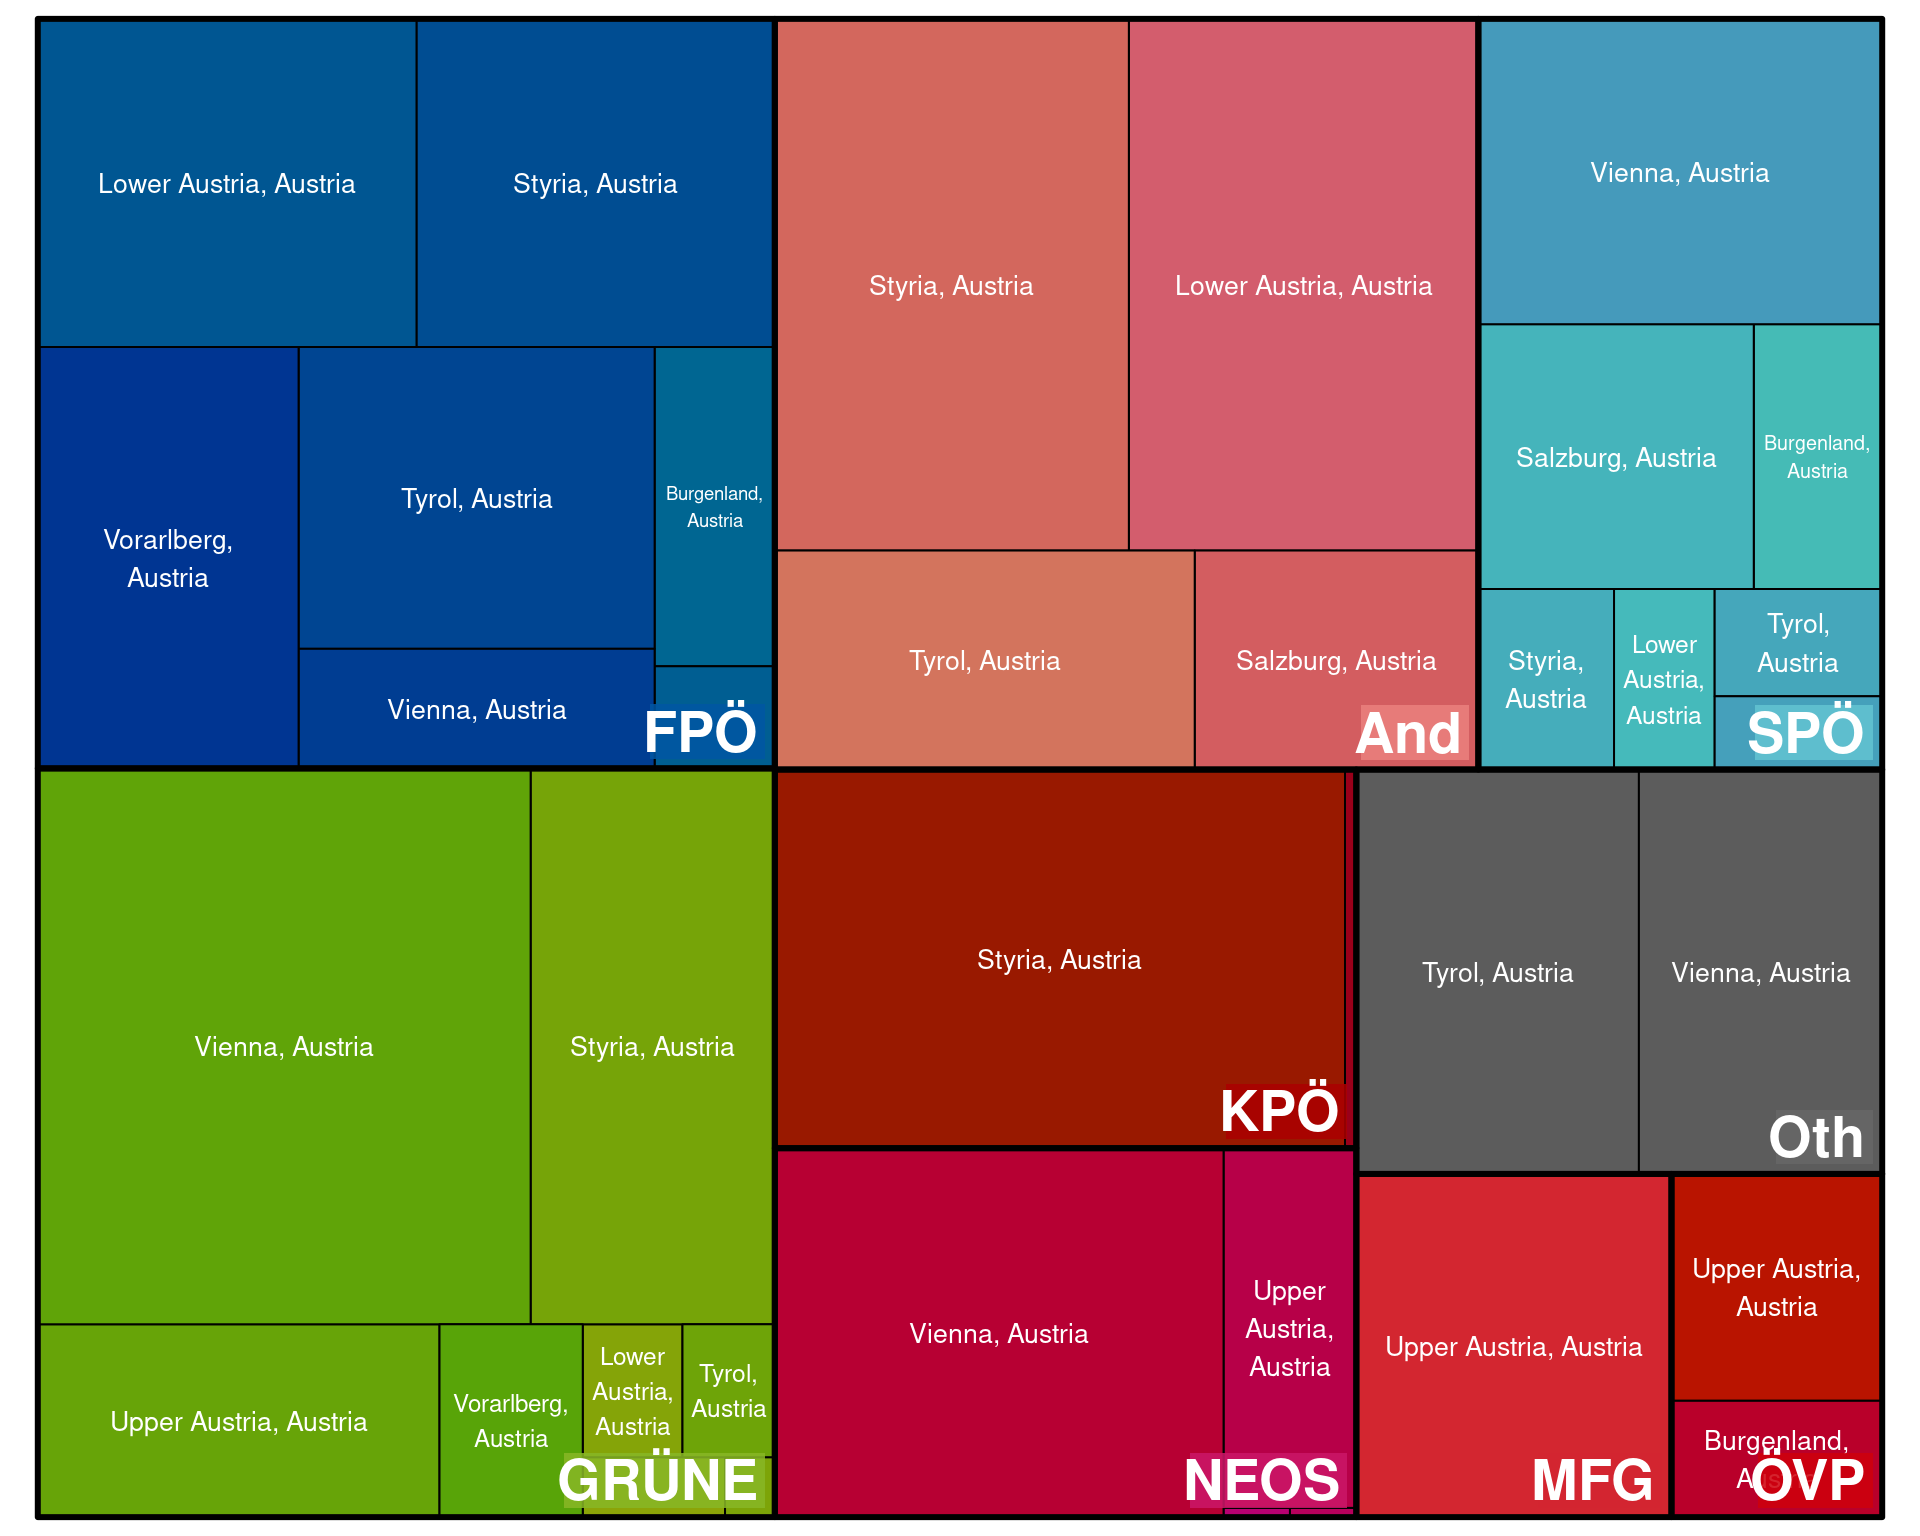 Lower Austria, Austria
Styria, Austria
Vorarlberg,
Austria
Tyrol, Austria
Burgenland,
Austria
Vienna, Austria
FPÖ
Styria, Austria
Lower Austria, Austria
Tyrol, Austria
Salzburg, Austria
And
Vienna, Austria
Salzburg, Austria
Burgenland,
Austria
Styria,
Austria
Lower
Austria,
Austria
Tyrol,
Austria
SPÖ
Vienna, Austria
Styria, Austria
Upper Austria, Austria
Vorarlberg,
Austria
Lower
Austria,
Austria
Tyrol,
Austria
GRÜNE
Styria, Austria
KPÖ
Vienna, Austria
Upper
Austria,
Austria
NEOS
Tyrol, Austria
Vienna, Austria
Oth
Upper Austria, Austria
MFG
Upper Austria,
Austria
Burgenland,
ÖVP